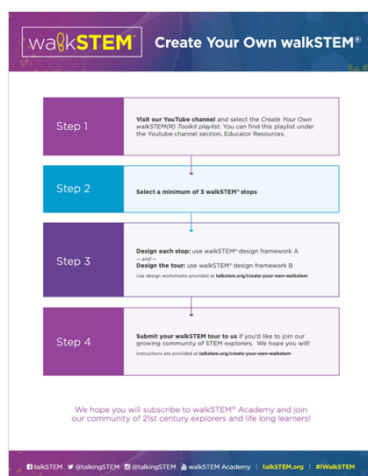 walkSTEM® Create Your Own walkSTEM®
Step 1
Visit our YouTube channel and select the Create Your Own
walkSTEM(R) Toolkit playlist. You can find this playlist under
the Youtube channel section, Educator Resources.
Step 2
Select a minimum of 3 walkSTEM® stops
Step 3
Design each stop: use walkSTEM® design framework A
— and —
Design the tour: use walkSTEM® design framework B
Use design worksheets provided at talkstem.org/create-your-own-walkstem
Step 4
Submit your walkSTEM tour to us if you'd like to join our
growing community of STEM explorers. We hope you will!
Instructions are provided at talkstem.org/create-your-own-walkstem
We hope you will subscribe to walkSTEM® Academy and join
our community of 21st century explorers and life long learners!
talkSTEM @talkingSTEM @talkingSTEM walkSTEM Academy | talkSTEM.org | #IWalkSTEM